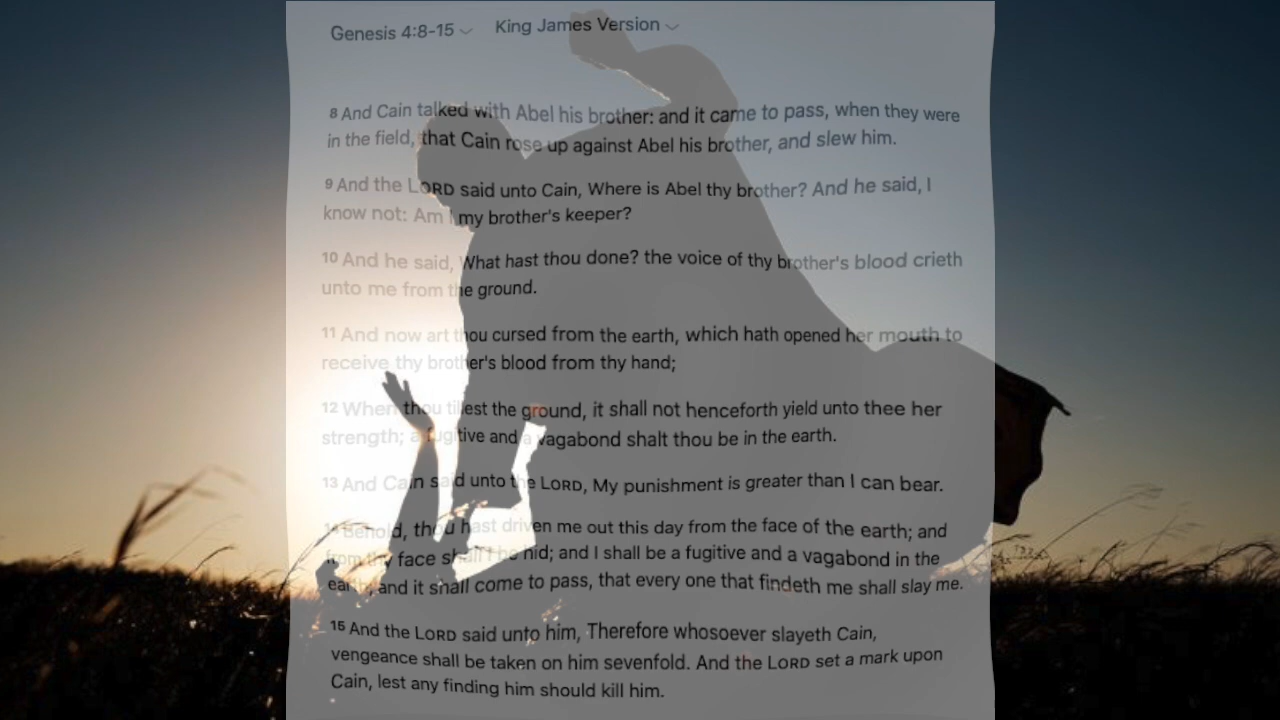 Genesis 4:8-15 King James Version
8 And Cain talked with Abel his brother: and it came to pass, when they were
in the field, that Cain rose up against Abel his brother, and slew him.
9 And the LORD said unto Cain, Where is Abel thy brother? And he said, I
know not: Am I my brother's keeper?
10 And he said, What hast thou done? the voice of thy brother's blood crieth
unto me from the ground.
11 And now art thou cursed from the earth, which hath opened her mouth to
receive thy brother's blood from thy hand;
12 When thou tillest the ground, it shall not henceforth yield unto thee her
strength; a fugitive and a vagabond shalt thou be in the earth.
13 And Cain said unto the LORD, My punishment is greater than I can bear.
14 Behold, thou hast driven me out this day from the face of the earth; and
from thy face shall I be hid; and I shall be a fugitive and a vagabond in the
earth; and it shall come to pass, that every one that findeth me shall slay me.
15 And the LORD said unto him, Therefore whosoever slayeth Cain,
vengeance shall be taken on him sevenfold. And the LORD set a mark upon
Cain, lest any finding him should kill him.